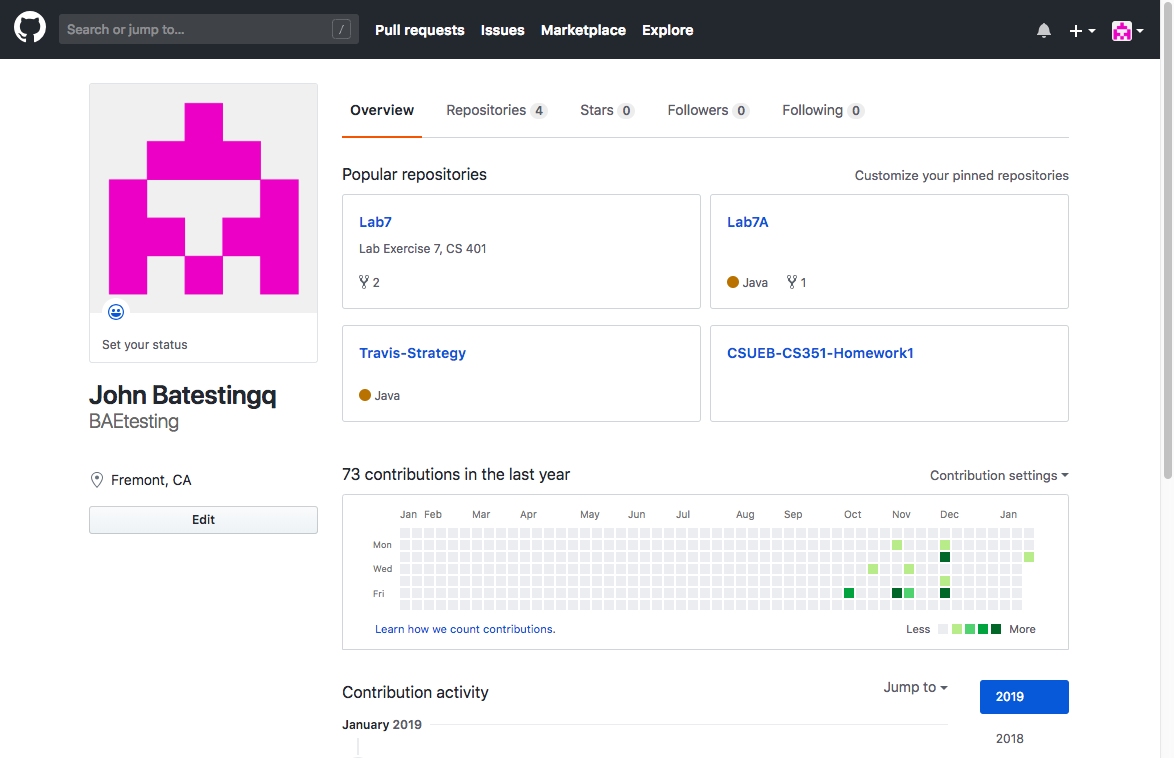 Search or jump to... / Pull requests Issues Marketplace Explore
Overview Repositories 4 Stars 0 Followers 0 Following 0
Set your status
John Batestingq
BAEtesting
Fremont, CA
Edit
Popular repositories Customize your pinned repositories
Lab7
Lab Exercise 7, CS 401
2
Lab7A
Java 1
Travis-Strategy
Java
CSUEB-CS351-Homework1
73 contributions in the last year Contribution settings
Jan Feb Mar Apr May Jun Jul Aug Sep Oct Nov Dec Jan
Mon
Wed
Fri
Learn how we count contributions. Less More
Contribution activity Jump to
January 2019
2019
2018